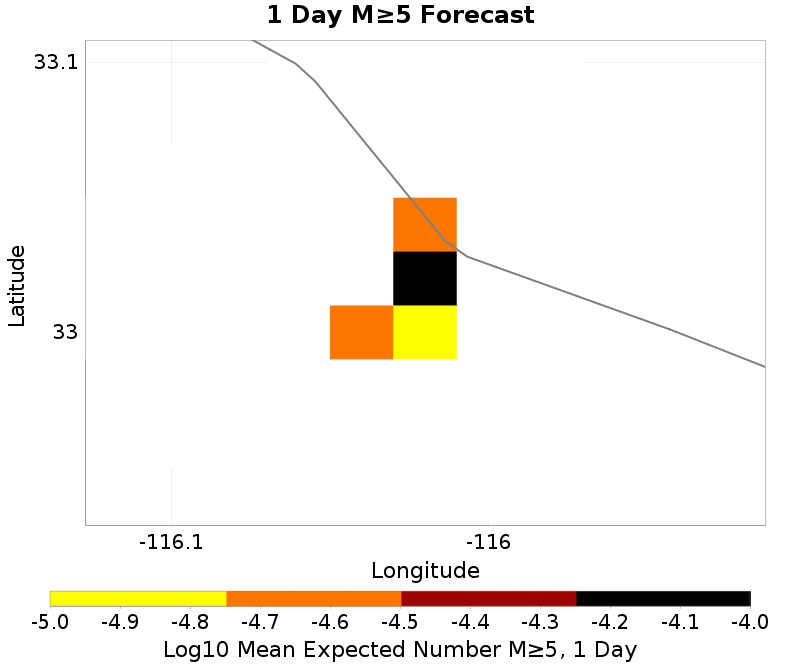 1 Day M≥5 Forecast
33.1
33
Latitude
-116.1 -116
Longitude
-5.0 -4.9 -4.8 -4.7 -4.6 -4.5 -4.4 -4.3 -4.2 -4.1 -4.0
Log10 Mean Expected Number M≥5, 1 Day